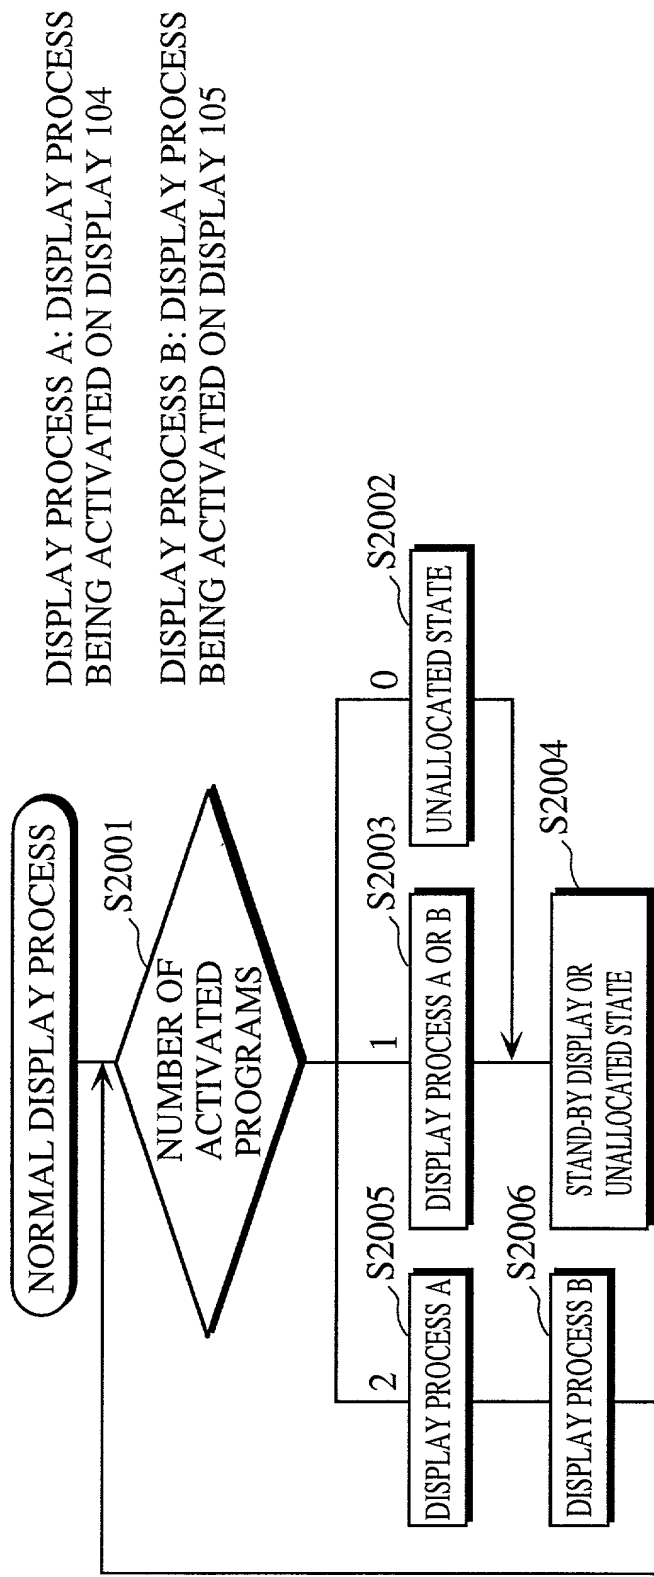 NORMAL DISPLAY PROCESS
DISPLAY PROCESS A: DISPLAY PROCESS
BEING ACTIVATED ON DISPLAY 104
DISPLAY PROCESS B: DISPLAY PROCESS
BEING ACTIVATED ON DISPLAY 105
S2001
NUMBER OF
ACTIVATED
PROGRAMS
2
1
0
S2005
DISPLAY PROCESS A
S2003
DISPLAY PROCESS A OR B
S2002
UNALLOCATED STATE
S2006
DISPLAY PROCESS B
S2004
STAND-BY DISPLAY OR
UNALLOCATED STATE